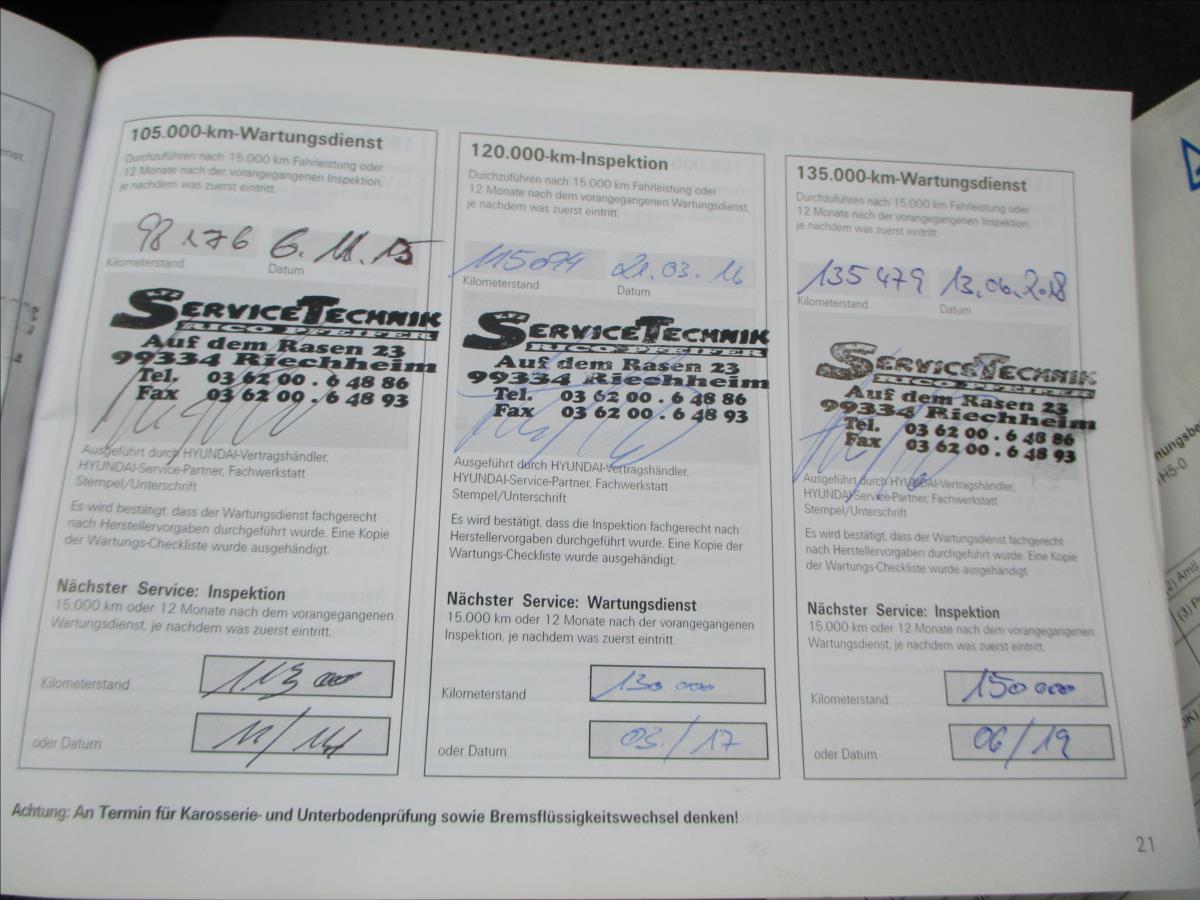 105.000-km-Wartungsdienst
Durchzuführen nach 15.000 km Fahrleistung oder
12 Monate nach der vorangegangenen Inspektion,
je nachdem was zuerst eintritt.
98 176
Kilometerstand
Datum
SERVICETECHNIK
RICO PFEIFER
Auf dem Rasen 23
99334 Riechheim
Tel. 03 62 00 . 6 48 86
Fax 03 62 00 . 6 48 93
Ausgeführt durch HYUNDAI-Vertragshändler,
HYUNDAI-Service-Partner, Fachwerkstatt
Stempel/Unterschrift
Es wird bestätigt, dass der Wartungsdienst fachgerecht
nach Herstellervorgaben durchgeführt wurde. Eine Kopie
der Wartungs-Checkliste wurde ausgehändigt.
Nächster Service: Inspektion
15.000 km oder 12 Monate nach dem vorangegangenen
Wartungsdienst, je nachdem was zuerst eintritt.
Kilometerstand 113 000
oder Datum
120.000-km-Inspektion
Durchzuführen nach 15.000 km Fahrleistung oder
12 Monate nach dem vorangegangenen Wartungsdienst,
je nachdem was zuerst eintritt.
115094 21.03.16
Kilometerstand
Datum
SERVICETECHNIK
RICO PFEIFER
Auf dem Rasen 23
99334 Riechheim
Tel. 03 62 00 . 6 48 86
Fax 03 62 00 . 6 48 93
Ausgeführt durch HYUNDAI-Vertragshändler,
HYUNDAI-Service-Partner, Fachwerkstatt
Stempel/Unterschrift
Es wird bestätigt, dass die Inspektion fachgerecht nach
Herstellervorgaben durchgeführt wurde. Eine Kopie der
Wartungs-Checkliste wurde ausgehändigt.
Nächster Service: Wartungsdienst
15.000 km oder 12 Monate nach der vorangegangenen
Inspektion, je nachdem was zuerst eintritt.
Kilometerstand 130 000
oder Datum 03./17
135.000-km-Wartungsdienst
Durchzuführen nach 15.000 km Fahrleistung oder
12 Monate nach der vorangegangenen Inspektion,
je nachdem was zuerst eintritt.
135 479 13.06.2018
Kilometerstand
Datum
SERVICETECHNIK
RICO PFEIFER
Auf dem Rasen 23
99334 Riechheim
Tel. 03 62 00 . 6 48 86
Fax 03 62 00 . 6 48 93
Ausgeführt durch HYUNDAI-Vertragshändler,
HYUNDAI-Service-Partner, Fachwerkstatt
Stempel/Unterschrift
Es wird bestätigt, dass der Wartungsdienst fachgerecht
nach Herstellervorgaben durchgeführt wurde. Eine Kopie
der Wartungs-Checkliste wurde ausgehändigt.
Nächster Service: Inspektion
15.000 km oder 12 Monate nach dem vorangegangenen
Wartungsdienst, je nachdem was zuerst eintritt.
Kilometerstand 150 000
oder Datum 06/19
Achtung: An Termin für Karosserie- und Unterbodenprüfung sowie Bremsflüssigkeitswechsel denken!
21